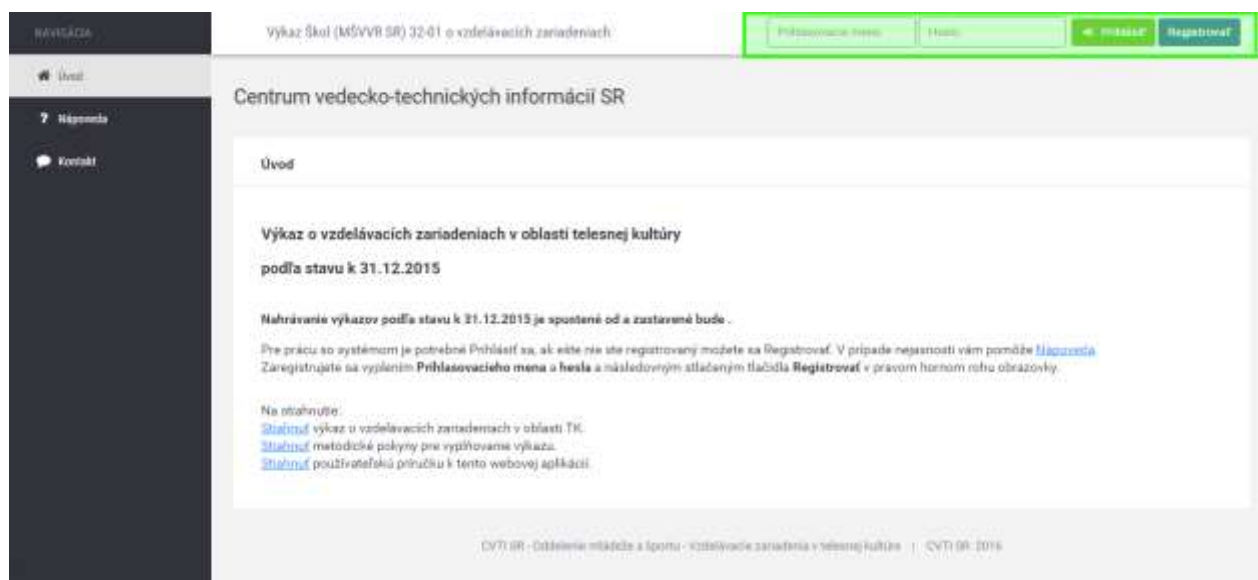 NAVIGÁCIA
Výkaz Škol (MŠVVR SR) 32-01 o vzdelávacích zariadeniach
Prihlasovacie meno
Heslo
Prihlásiť
Registrovať
Úvod
Nápoveda
Kontakt
Centrum vedecko-technických informácií SR
Úvod
Výkaz o vzdelávacích zariadeniach v oblasti telesnej kultúry
podľa stavu k 31.12.2015
Nahrávanie výkazov podľa stavu k 31.12.2015 je spustené od a zastavené bude .
Pre prácu so systémom je potrebné Prihlásiť sa, ak ešte nie ste registrovaný možete sa Registrovať. V prípade nejasností vám pomôže Nápoveda
Zaregistrujete sa vyplením Prihlasovacieho mena a hesla a následovným stlačeným tlačidla Registrovať v pravom hornom rohu obrazovky.
Na stiahnutie:
Stiahnuť výkaz o vzdelávacích zariadeniach v oblasti TK.
Stiahnuť metodické pokyny pre vyplňovanie výkazu.
Stiahnuť používateľskú príručku k tento webovej aplikácií.
CVTI SR - Oddelenie mládeže a športu - Vzdelávacie zariadenia v telesnej kultúre | CVTI SR 2016